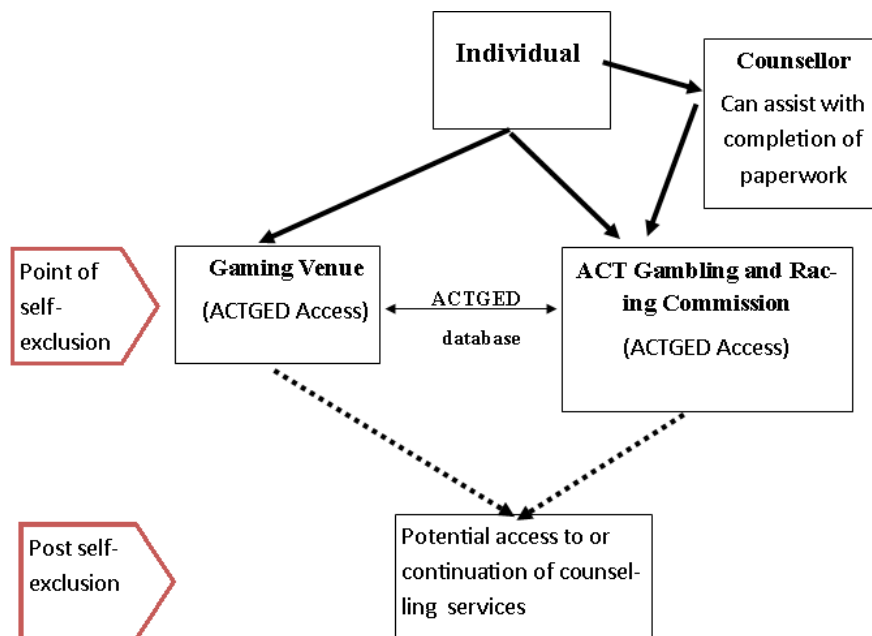 Individual
Counsellor
Can assist with
completion of
paperwork
Point of
self-
exclusion
Gaming Venue
(ACTGED Access)
ACTGED
database
ACT Gambling and Rac-
ing Commission
(ACTGED Access)
Post self-
exclusion
Potential access to or
continuation of counsel-
ling services